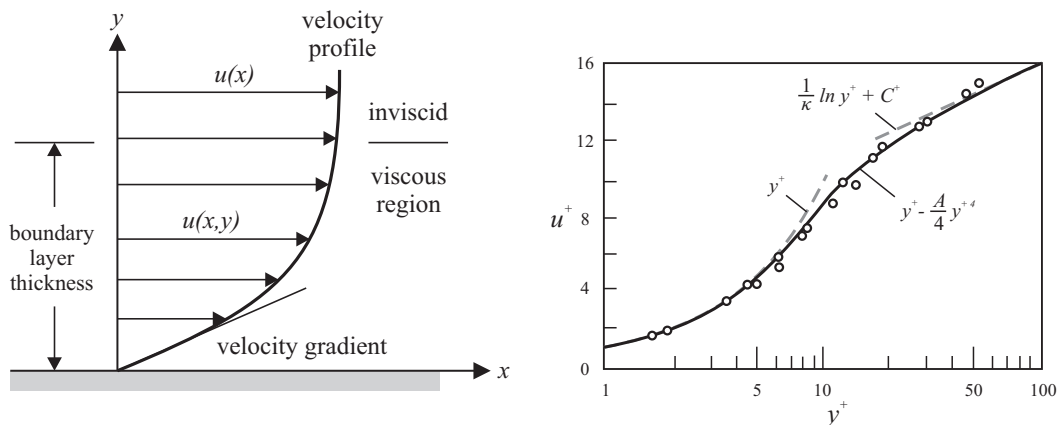 y
velocity
profile
u(x)
inviscid
viscous
region
u(x,y)
boundary
layer
thickness
velocity gradient
x
16
12
8
4
0
u⁺
1/κ ln y⁺ + C⁺
y⁺
y⁺ - A/4 y⁺⁴
1 5 10 50 100
y⁺